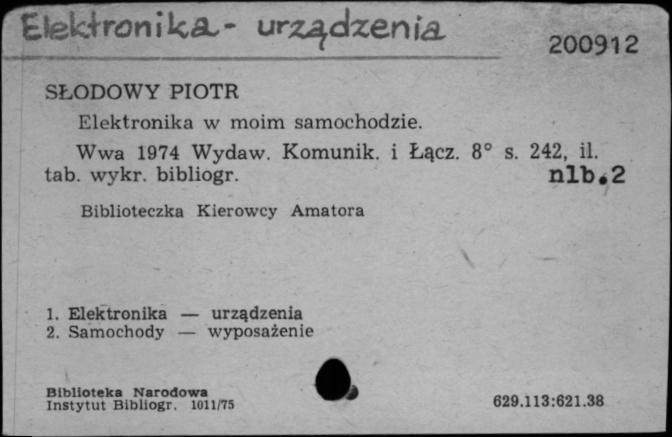 Elektronika - urządzenia
200912
SŁODOWY PIOTR
Elektronika w moim samochodzie.
Wwa 1974 Wydaw. Komunik. i Łącz. 8° s. 242, il.
tab. wykr. bibliogr. nlb.2
Biblioteczka Kierowcy Amatora
1. Elektronika — urządzenia
2. Samochody — wyposażenie
Biblioteka Narodowa
Instytut Bibliogr. 1011/75
629.113:621.38